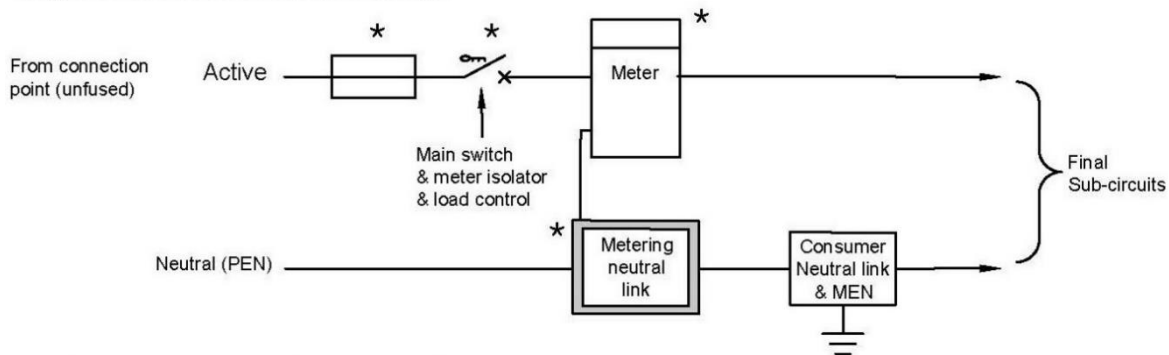 *
*
*
From connection
point (unfused)
Active
Meter
Main switch
& meter isolator
& load control
Final
Sub-circuits
*
Neutral (PEN)
Metering
neutral
link
Consumer
Neutral link
& MEN